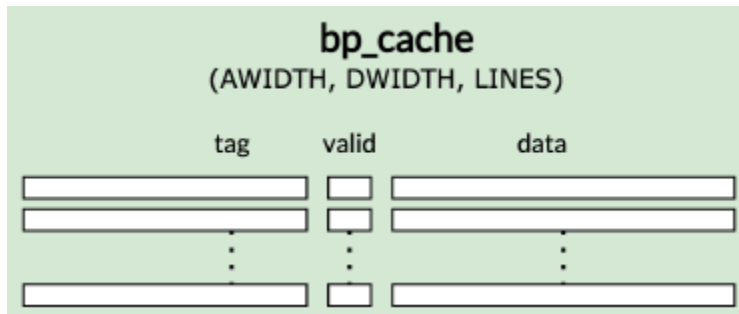 bp_cache
(AWIDTH, DWIDTH, LINES)
tag valid data